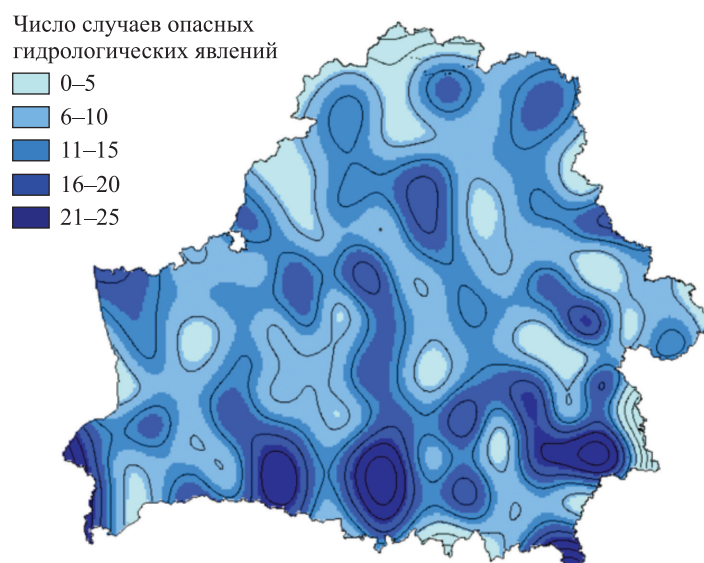 Число случаев опасных
гидрологических явлений
0–5
6–10
11–15
16–20
21–25